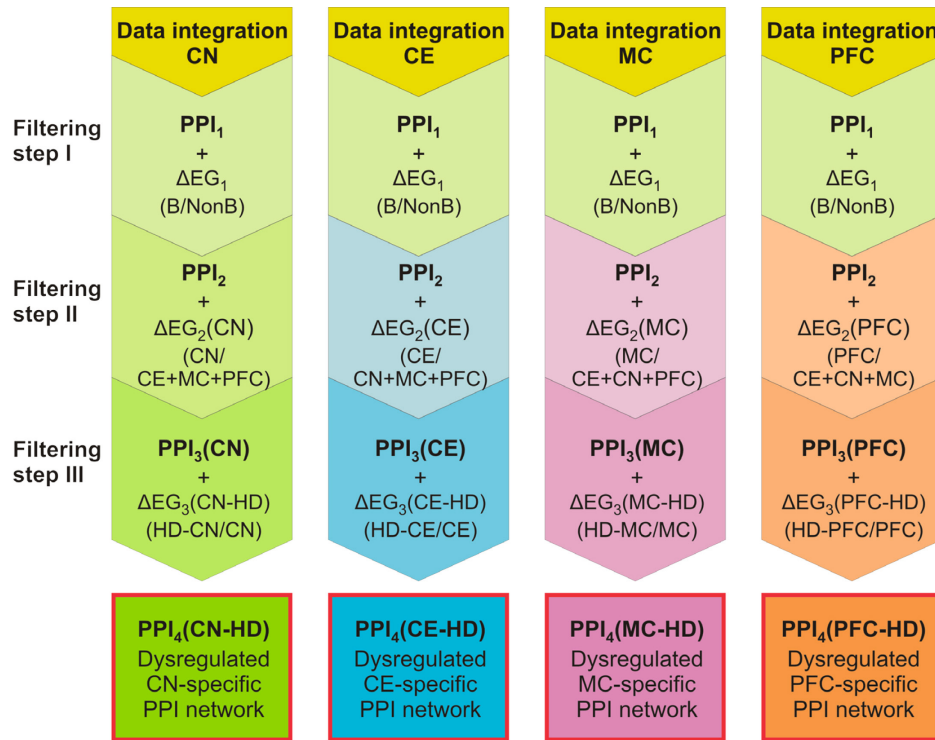 Data integration
CN
Data integration
CE
Data integration
MC
Data integration
PFC
Filtering
step I
PPI₁
+
ΔEG₁
(B/NonB)
PPI₁
+
ΔEG₁
(B/NonB)
PPI₁
+
ΔEG₁
(B/NonB)
PPI₁
+
ΔEG₁
(B/NonB)
Filtering
step II
PPI₂
+
ΔEG₂(CN)
(CN/
CE+MC+PFC)
PPI₂
+
ΔEG₂(CE)
(CE/
CN+MC+PFC)
PPI₂
+
ΔEG₂(MC)
(MC/
CE+CN+PFC)
PPI₂
+
ΔEG₂(PFC)
(PFC/
CE+CN+MC)
Filtering
step III
PPI₃(CN)
+
ΔEG₃(CN-HD)
(HD-CN/CN)
PPI₃(CE)
+
ΔEG₃(CE-HD)
(HD-CE/CE)
PPI₃(MC)
+
ΔEG₃(MC-HD)
(HD-MC/MC)
PPI₃(PFC)
+
ΔEG₃(PFC-HD)
(HD-PFC/PFC)
PPI₄(CN-HD)
Dysregulated
CN-specific
PPI network
PPI₄(CE-HD)
Dysregulated
CE-specific
PPI network
PPI₄(MC-HD)
Dysregulated
MC-specific
PPI network
PPI₄(PFC-HD)
Dysregulated
PFC-specific
PPI network